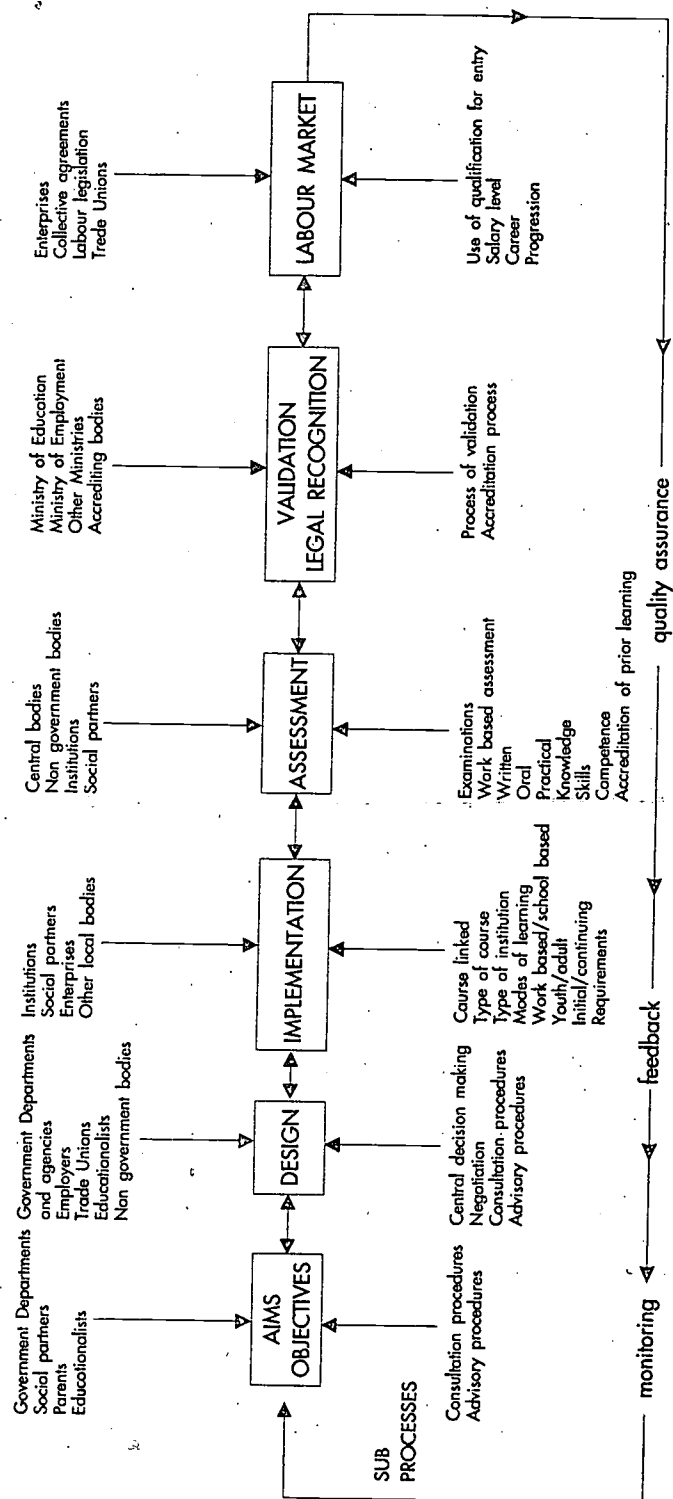 Government Departments
Social partners
Parents
Educationalists
Government Departments
and agencies
Employers
Trade Unions
Educationalists
Non government bodies
Institutions
Social partners
Enterprises
Other local bodies
Central bodies
Non government bodies
Institutions
Social partners
Ministry of Education
Ministry of Employment
Other Ministries
Accrediting bodies
Enterprises
Collective agreements
Labour legislation
Trede Unions
AIMS
OBJECTIVES
DESIGN
IMPLEMENTATION
ASSESSMENT
VALIDATION
LEGAL RECOGNITION
LABOUR MARKET
SUB
PROCESSES
Consultation procedures
Advisory procedures
Central decision making
Negotiation
Consultation procedures
Advisory procedures
Caurse linked
Type of course
Type of institution
Modes of learning
Work based/school based
Youth/adult
Initial/continuing
Requirements
Examinations
Work based assessment
Written
Oral
Practical
Knowledge
Skills
Competence
Accreditation of prior learning
Process of validation
Accreditation process
Use of qualification for entry
Salary level
Career
Progression
monitoring
feedback
quality assurance